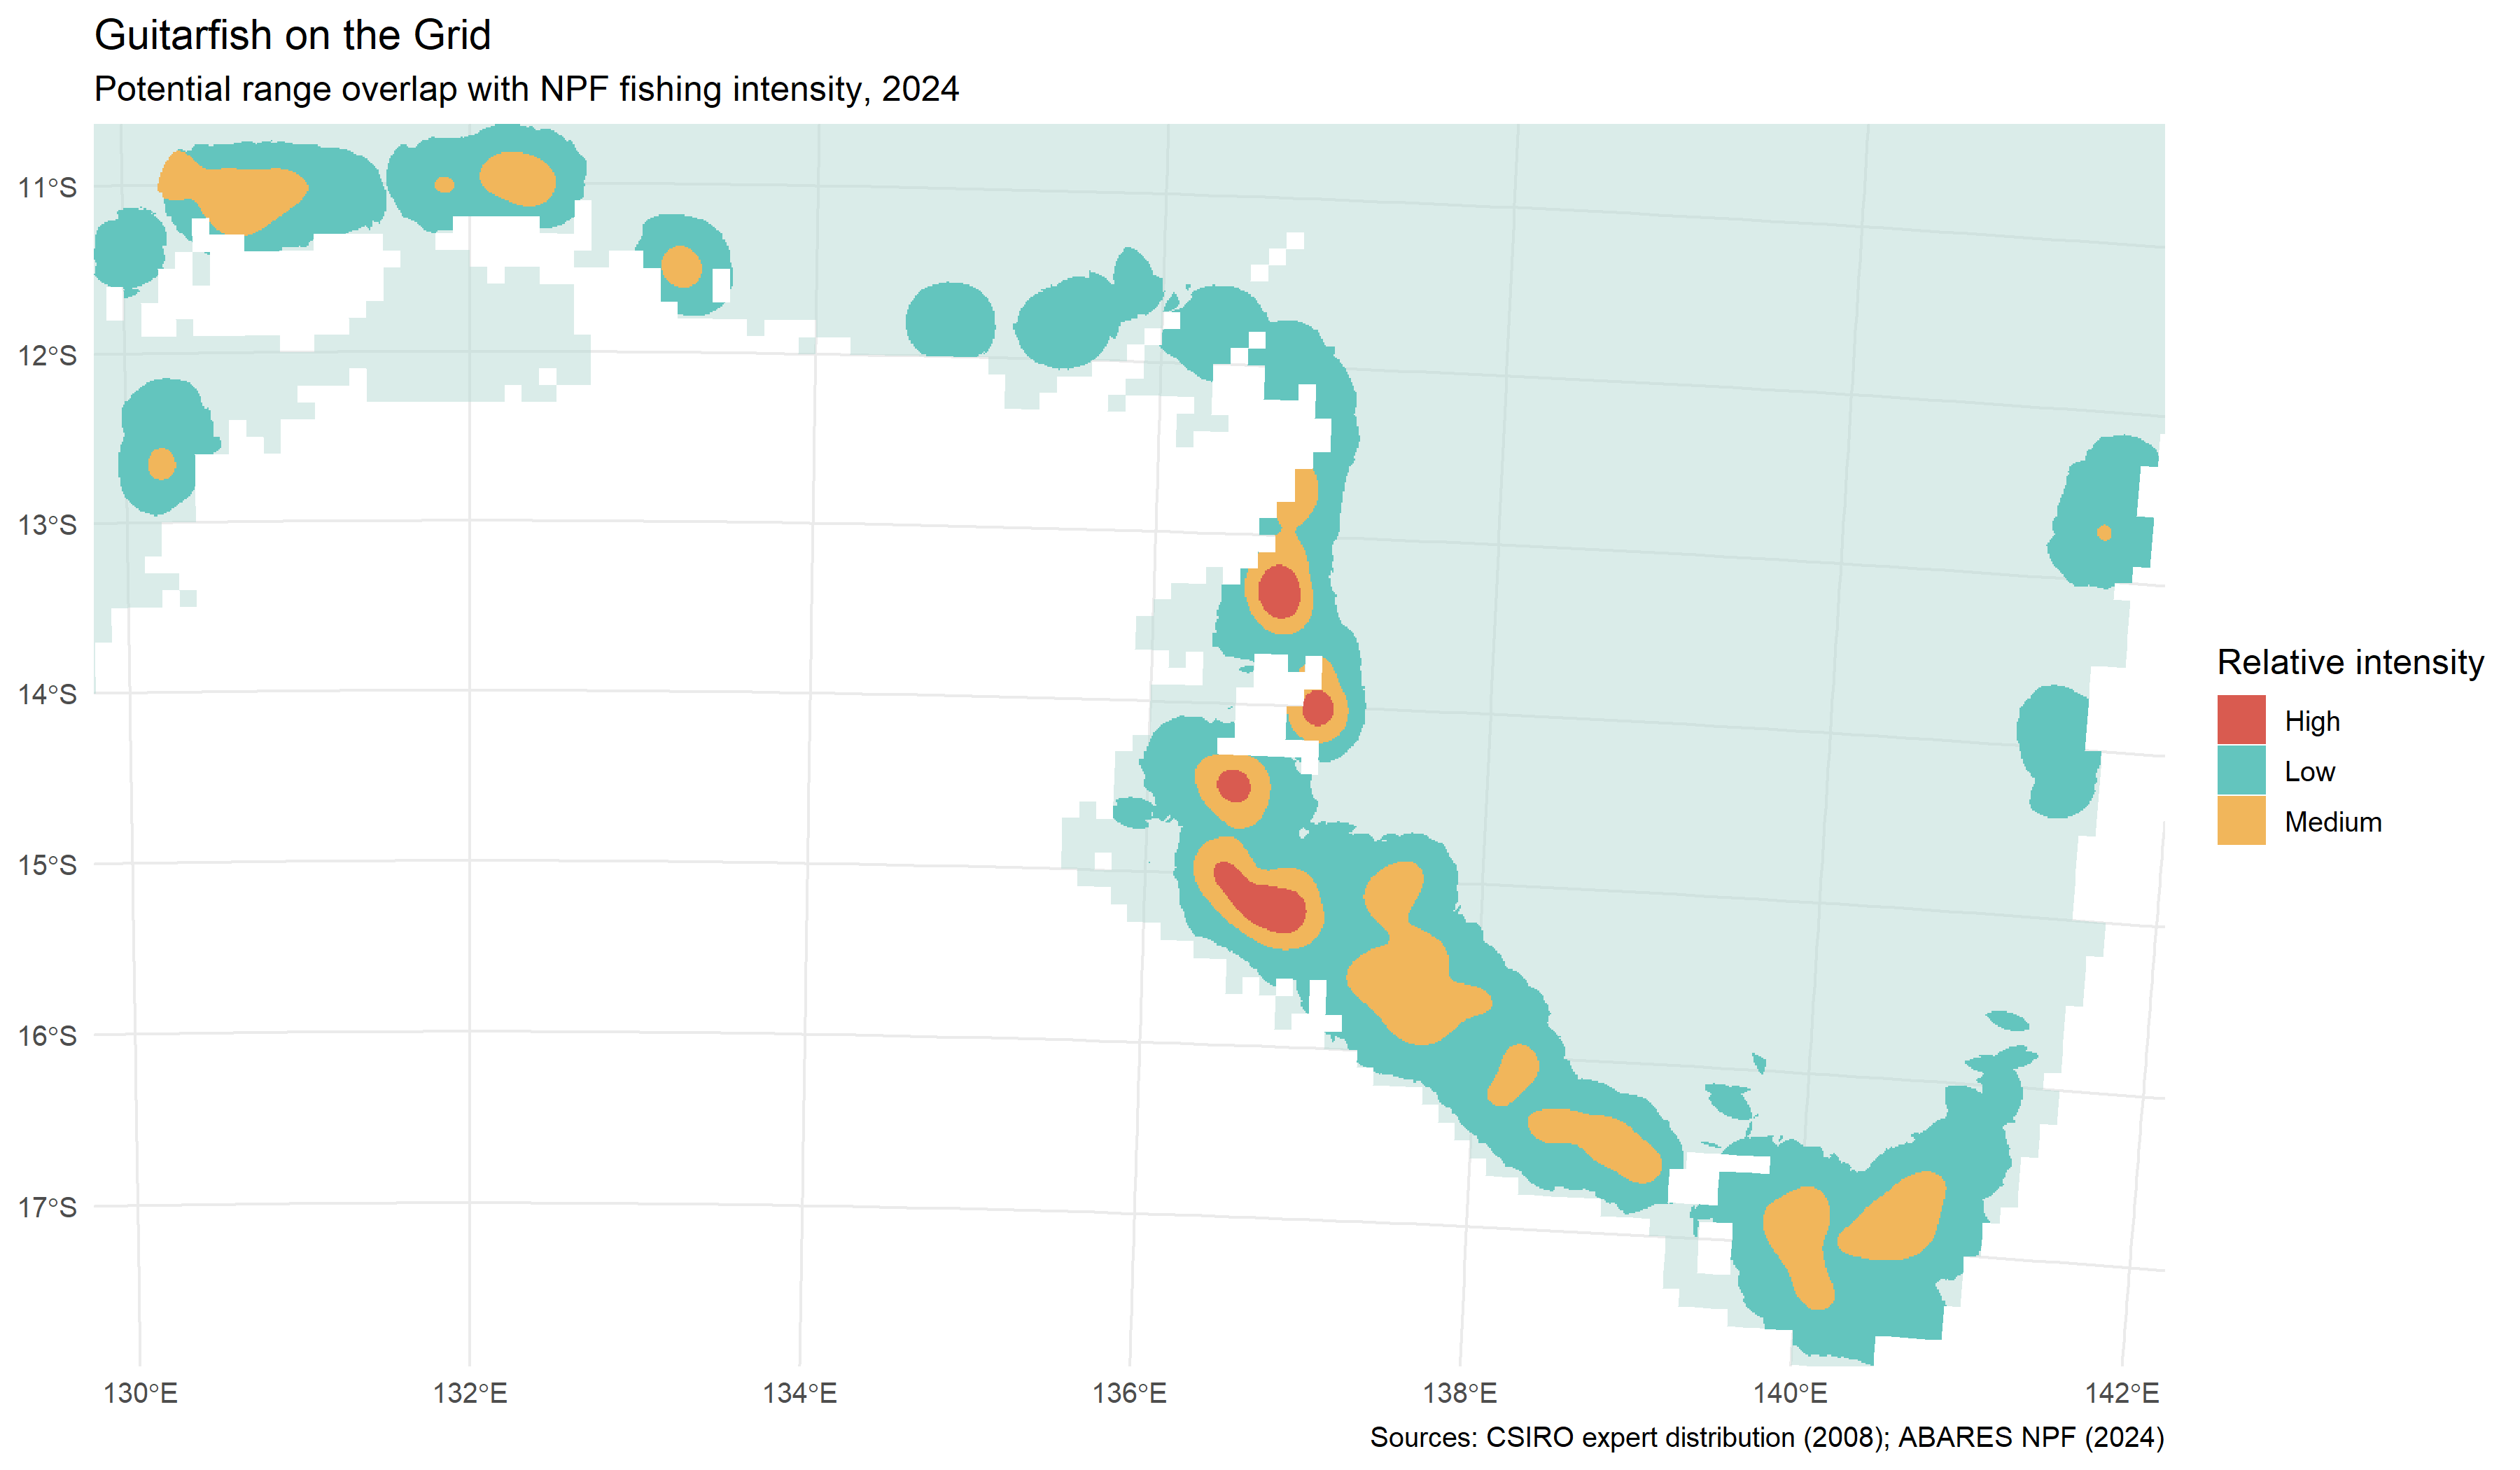 Guitarfish on the Grid
Potential range overlap with NPF fishing intensity, 2024
11°S
12°S
13°S
14°S
15°S
16°S
17°S
130°E
132°E
134°E
136°E
138°E
140°E
142°E
Relative intensity
High
Low
Medium
Sources: CSIRO expert distribution (2008); ABARES NPF (2024)